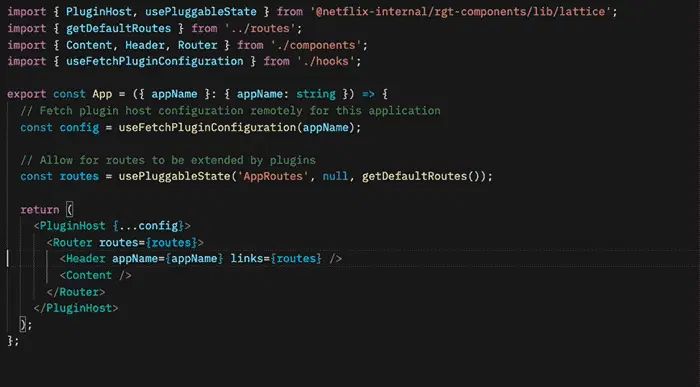 import { PluginHost, usePluggableState } from '@netflix-internal/rgt-components/lib/lattice';
import { getDefaultRoutes } from '../routes';
import { Content, Header, Router } from './components';
import { useFetchPluginConfiguration } from './hooks';

export const App = ({ appName }: { appName: string }) => {
  // Fetch plugin host configuration remotely for this application
  const config = useFetchPluginConfiguration(appName);

  // Allow for routes to be extended by plugins
  const routes = usePluggableState('AppRoutes', null, getDefaultRoutes());

  return (
    <PluginHost {...config}>
      <Router routes={routes}>
        <Header appName={appName} links={routes} />
        <Content />
      </Router>
    </PluginHost>
  );
};